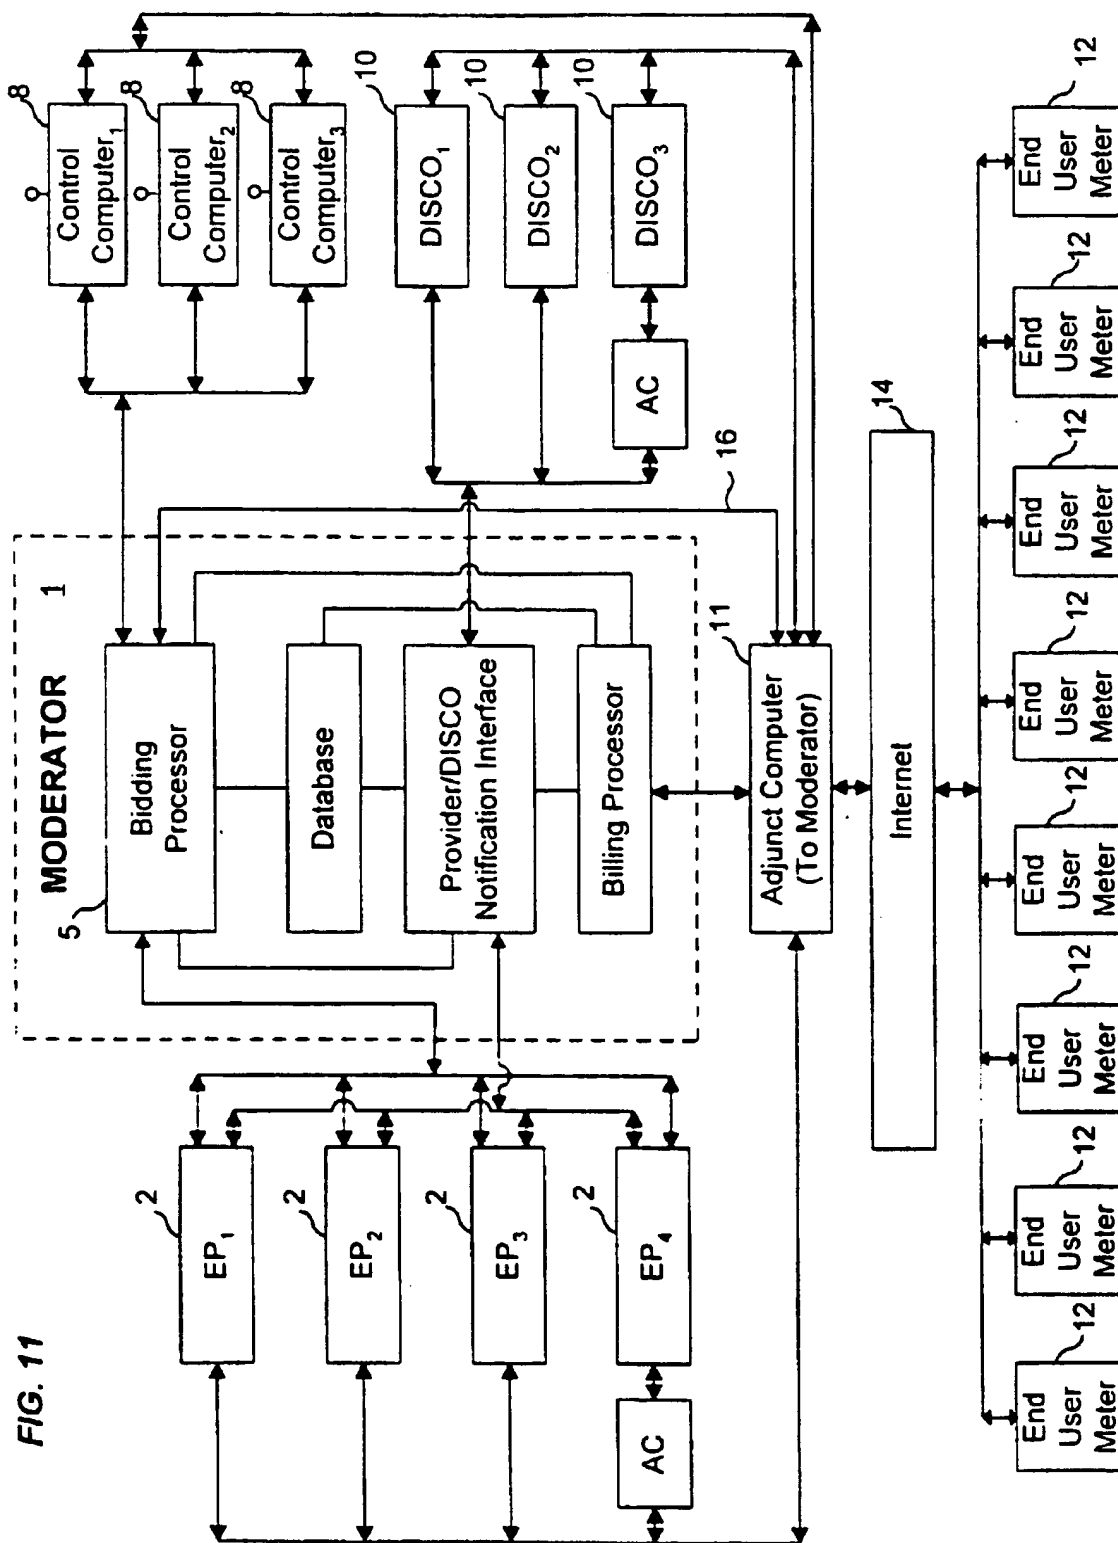 FIG. 11
MODERATOR 1
5
Bidding
Processor
Database
Provider/DISCO
Notification Interface
Billing Processor
2
EP1
2
EP2
2
EP3
2
EP4
AC
8
Control
Computer1
8
Control
Computer2
8
Control
Computer3
10
DISCO1
10
DISCO2
10
DISCO3
AC
16
11
Adjunct Computer
(To Moderator)
14
Internet
12
End
User
Meter
12
End
User
Meter
12
End
User
Meter
12
End
User
Meter
12
End
User
Meter
12
End
User
Meter
12
End
User
Meter
12
End
User
Meter